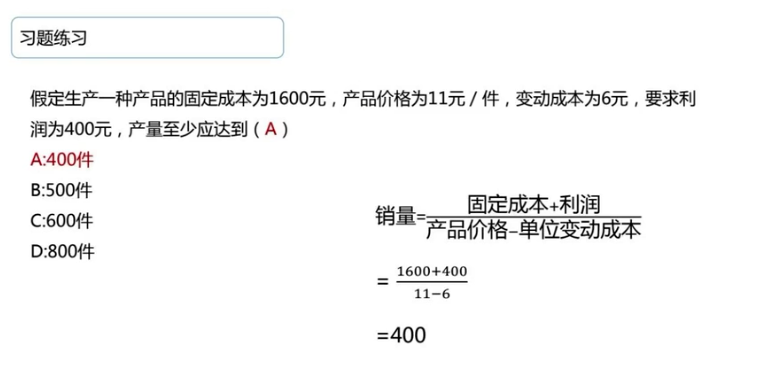 习题练习
假定生产一种产品的固定成本为1600元，产品价格为11元／件，变动成本为6元，要求利
润为400元，产量至少应达到（A）
A:400件
B:500件
C:600件
D:800件
销量=固定成本+利润
产品价格–单位变动成本
= 1600+400
11−6
=400